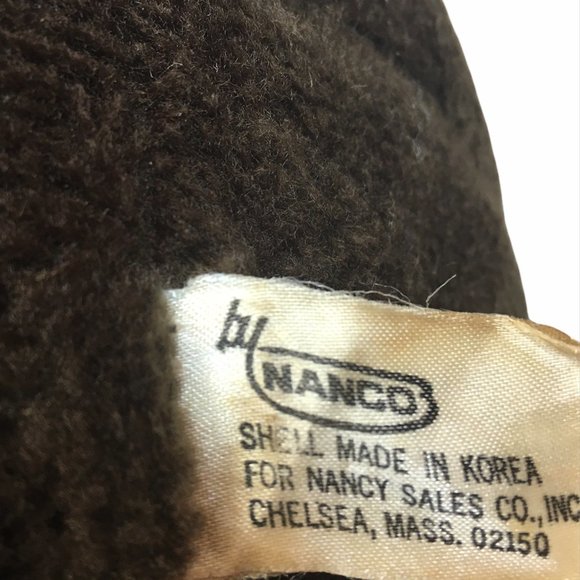 by
NANCO
SHELL MADE IN KOREA
FOR NANCY SALES CO., INC
CHELSEA, MASS. 02150